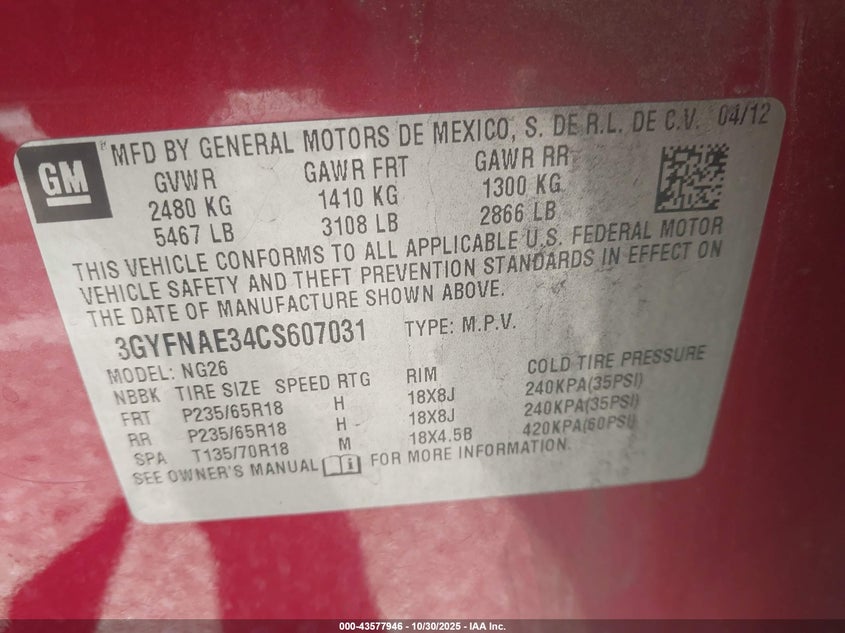 GM
MFD BY GENERAL MOTORS DE MEXICO, S. DE R.L. DE C.V. 04/12
GVWR GAWR FRT GAWR RR
2480 KG 1410 KG 1300 KG
5467 LB 3108 LB 2866 LB
THIS VEHICLE CONFORMS TO ALL APPLICABLE U.S. FEDERAL MOTOR
VEHICLE SAFETY AND THEFT PREVENTION STANDARDS IN EFFECT ON
THE DATE OF MANUFACTURE SHOWN ABOVE.
3GYFNAE34CS607031 TYPE: M.P.V.
MODEL: NG26
NBBK TIRE SIZE SPEED RTG RIM COLD TIRE PRESSURE
FRT P235/65R18 H 18X8J 240KPA(35PSI)
RR P235/65R18 H 18X8J 240KPA(35PSI)
SPA T135/70R18 M 18X4.5B 420KPA(60PSI)
SEE OWNER'S MANUAL FOR MORE INFORMATION.
000-43577946 | 10/30/2025 - IAA Inc.